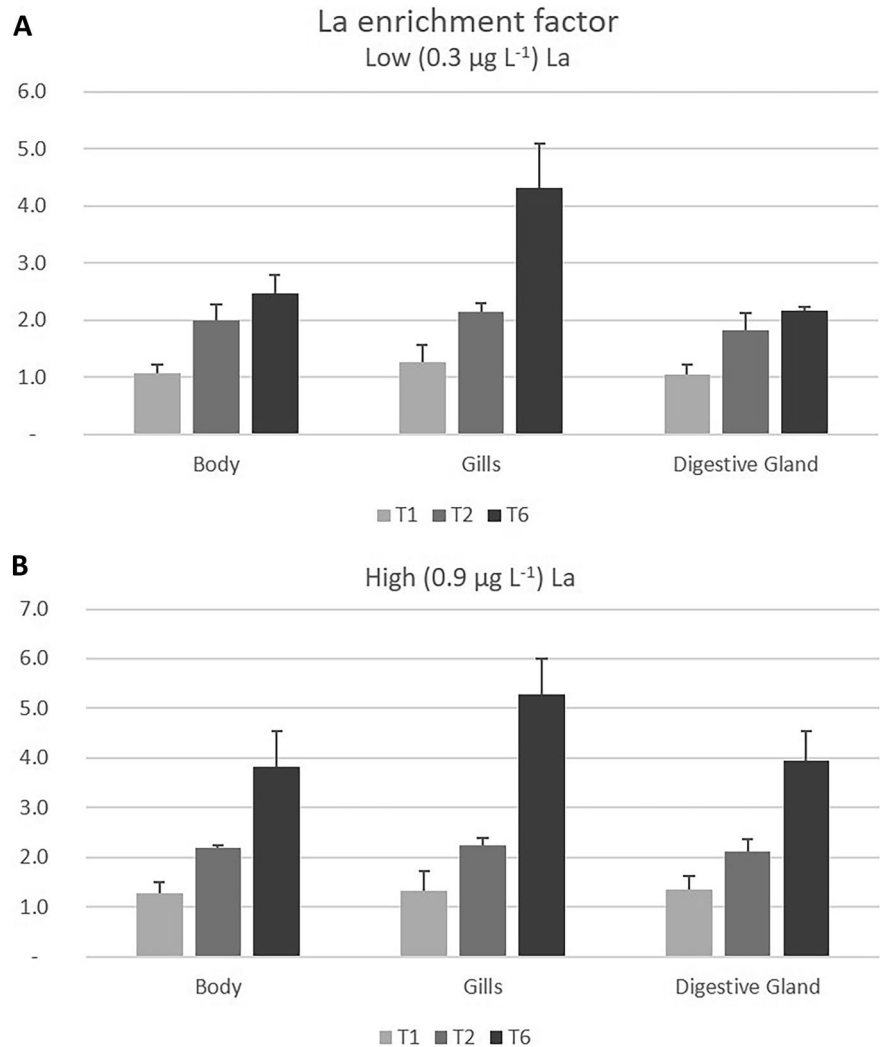 A
La enrichment factor
Low (0.3 µg L⁻¹) La
6.0
5.0
4.0
3.0
2.0
1.0
-
Body Gills Digestive Gland
T1 T2 T6
B
High (0.9 µg L⁻¹) La
7.0
6.0
5.0
4.0
3.0
2.0
1.0
-
Body Gills Digestive Gland
T1 T2 T6